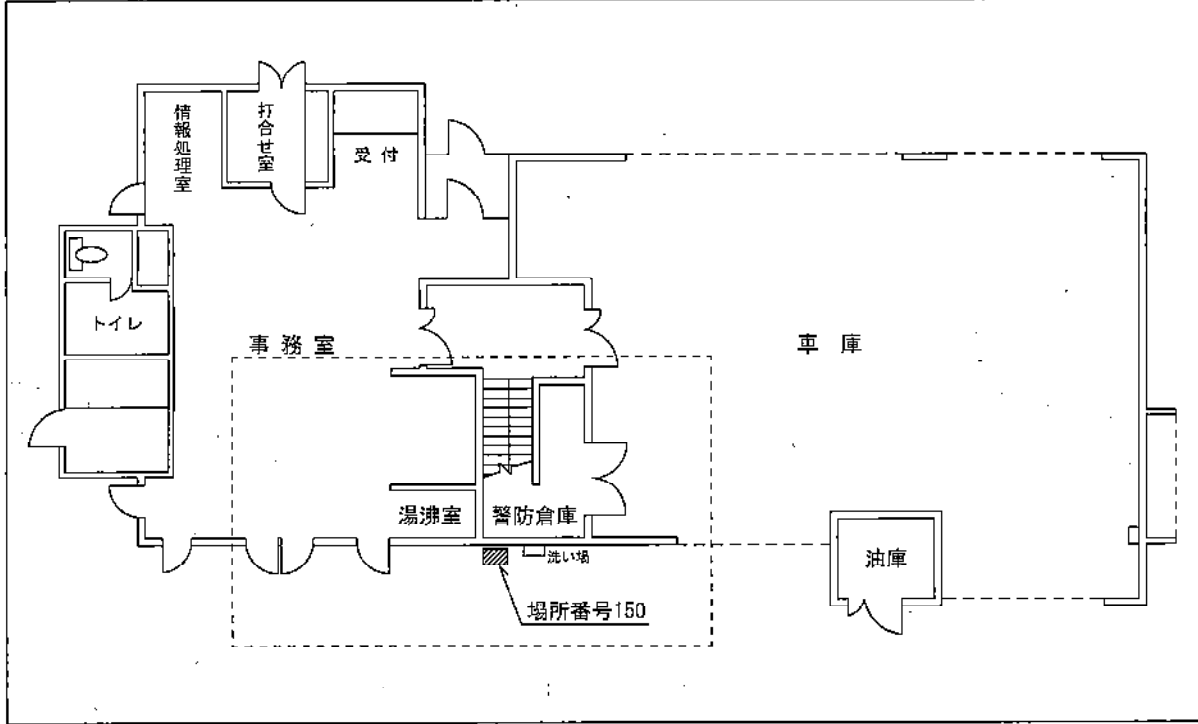 情報処理室
打合せ室
受付
トイレ
事務室
車庫
湯沸室
警防倉庫
洗い場
油庫
場所番号150